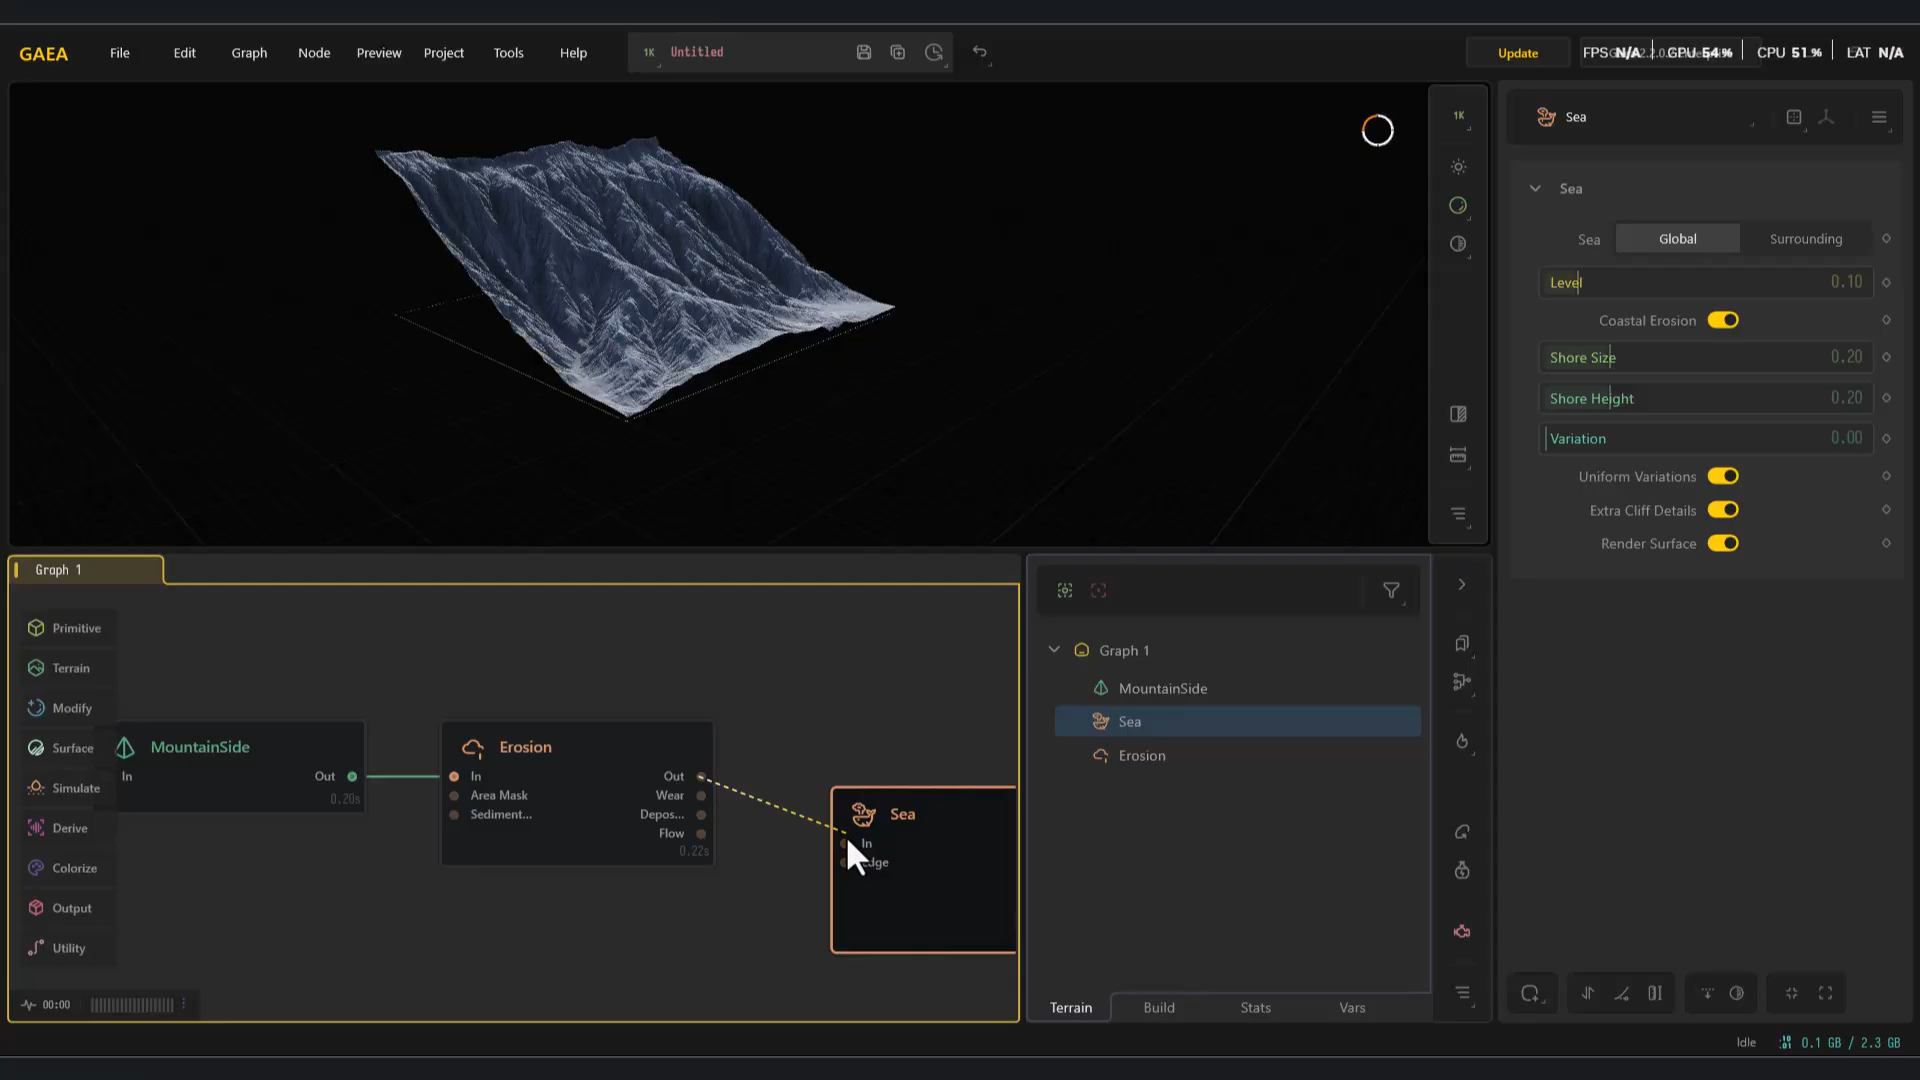 GAEA
File
Edit
Graph
Node
Preview
Project
Tools
Help
1K
Untitled
Update
FPS N/A
GPU 54 %
CPU 51 %
LAT N/A
1K
Sea
Sea
Sea
Global
Surrounding
Level
0.10
Coastal Erosion
Shore Size
0.20
Shore Height
0.20
Variation
0.00
Uniform Variations
Extra Cliff Details
Render Surface
Graph 1
Primitive
Terrain
Modify
Surface
Simulate
Derive
Colorize
Output
Utility
MountainSide
In
Out
0.20s
Erosion
In
Out
Area Mask
Wear
Sediment...
Depos...
Flow
0.22s
Sea
In
00:00
Graph 1
MountainSide
Sea
Erosion
Terrain
Build
Stats
Vars
Idle
0.1 GB / 2.3 GB